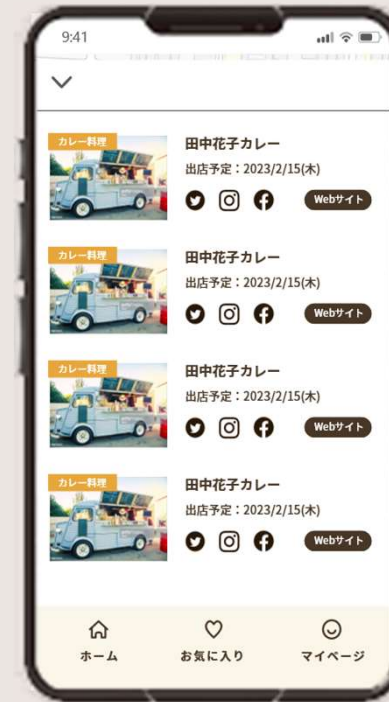 9:41
カレー料理
田中花子カレー
出店予定：2023/2/15(木)
Webサイト
カレー料理
田中花子カレー
出店予定：2023/2/15(木)
Webサイト
カレー料理
田中花子カレー
出店予定：2023/2/15(木)
Webサイト
カレー料理
田中花子カレー
出店予定：2023/2/15(木)
Webサイト
ホーム
お気に入り
マイページ